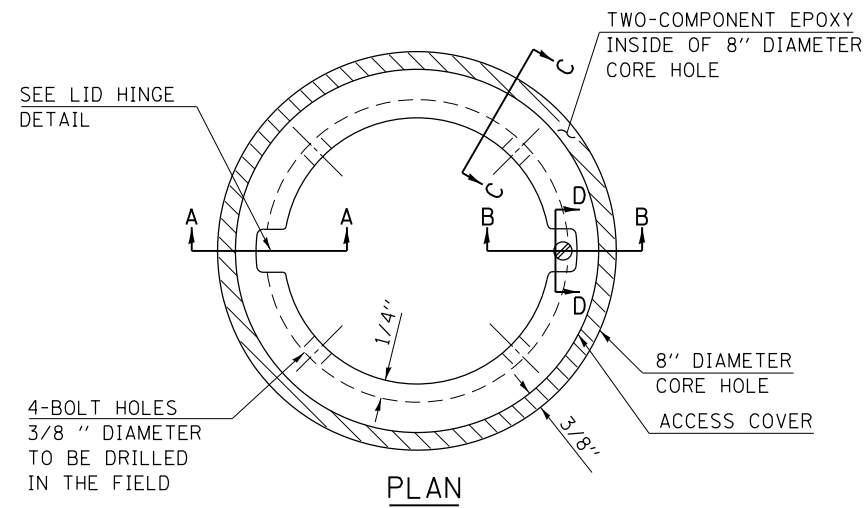 TWO-COMPONENT EPOXY
INSIDE OF 8" DIAMETER
CORE HOLE
SEE LID HINGE
DETAIL
C
C
A
A
B
B
D
D
1/4"
3/8"
8" DIAMETER
CORE HOLE
ACCESS COVER
4-BOLT HOLES
3/8 " DIAMETER
TO BE DRILLED
IN THE FIELD
PLAN